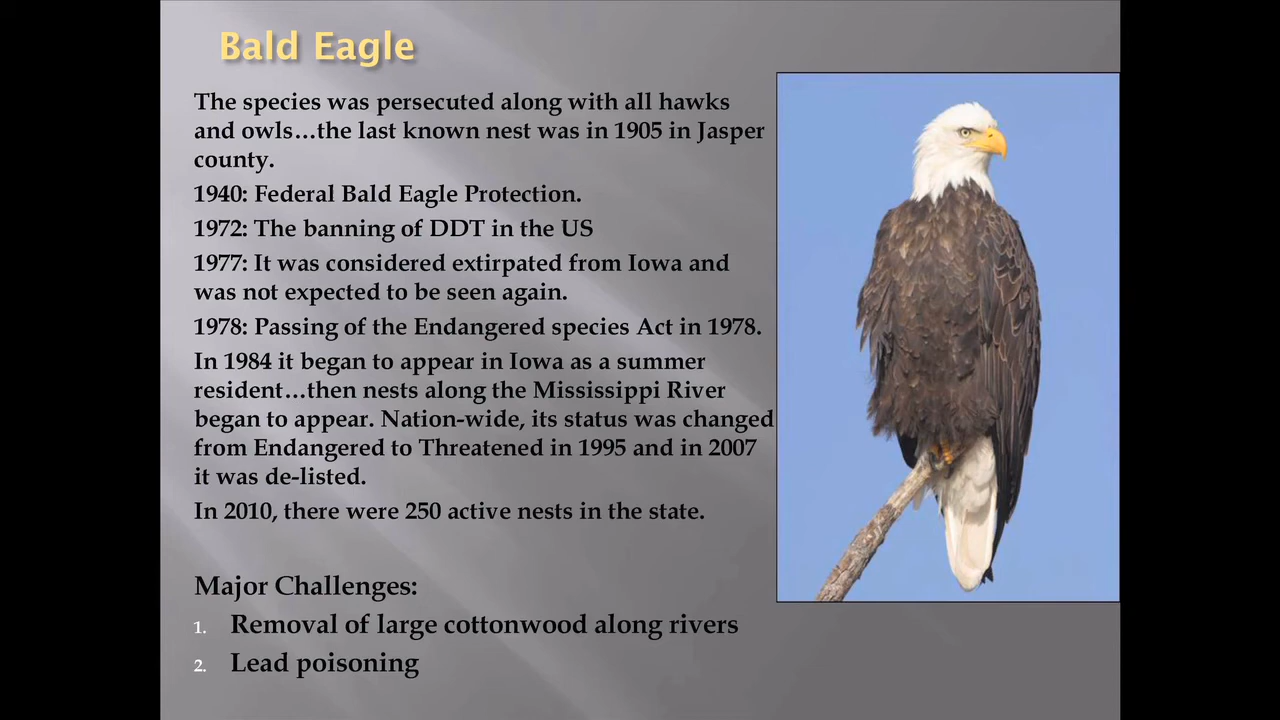 Bald Eagle
The species was persecuted along with all hawks
and owls…the last known nest was in 1905 in Jasper
county.
1940: Federal Bald Eagle Protection.
1972: The banning of DDT in the US
1977: It was considered extirpated from Iowa and
was not expected to be seen again.
1978: Passing of the Endangered species Act in 1978.
In 1984 it began to appear in Iowa as a summer
resident…then nests along the Mississippi River
began to appear. Nation-wide, its status was changed
from Endangered to Threatened in 1995 and in 2007
it was de-listed.
In 2010, there were 250 active nests in the state.
Major Challenges:
1. Removal of large cottonwood along rivers
2. Lead poisoning